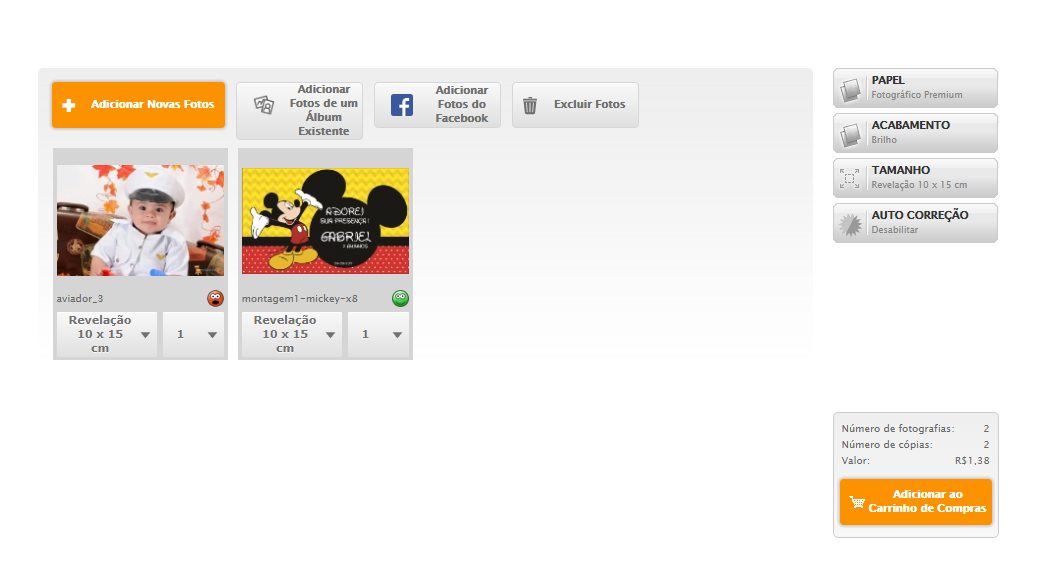 Adicionar Novas Fotos
Adicionar
Fotos de um
Álbum
Existente
Adicionar
Fotos do
Facebook
Excluir Fotos
ADOREI
SUA PRESENÇA!
GABRIEL
aviador_3
montagem1-mickey-x8
Revelação
10 x 15
cm
1
Revelação
10 x 15
cm
1
PAPEL
Fotográfico Premium
ACABAMENTO
Brilho
TAMANHO
Revelação 10 x 15 cm
AUTO CORREÇÃO
Desabilitar
Número de fotografias: 2
Número de cópias: 2
Valor: R$1,38
Adicionar ao
Carrinho de Compras